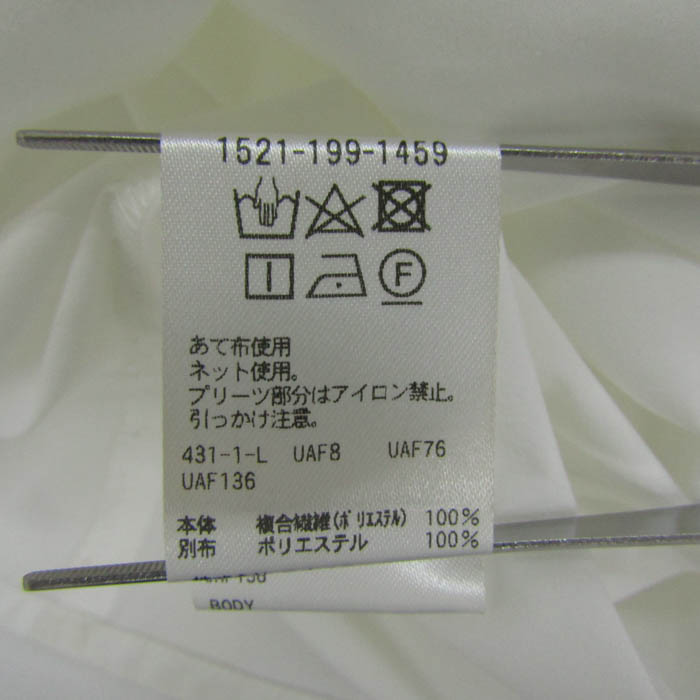 1521-199-1459
I
F
あて布使用
ネット使用。
プリーツ部分はアイロン禁止。
引っかけ注意。
431-1-L UAF8 UAF76
UAF136
本体 複合繊維(ポリエステル) 100%
別布 ポリエステル 100%
BODY